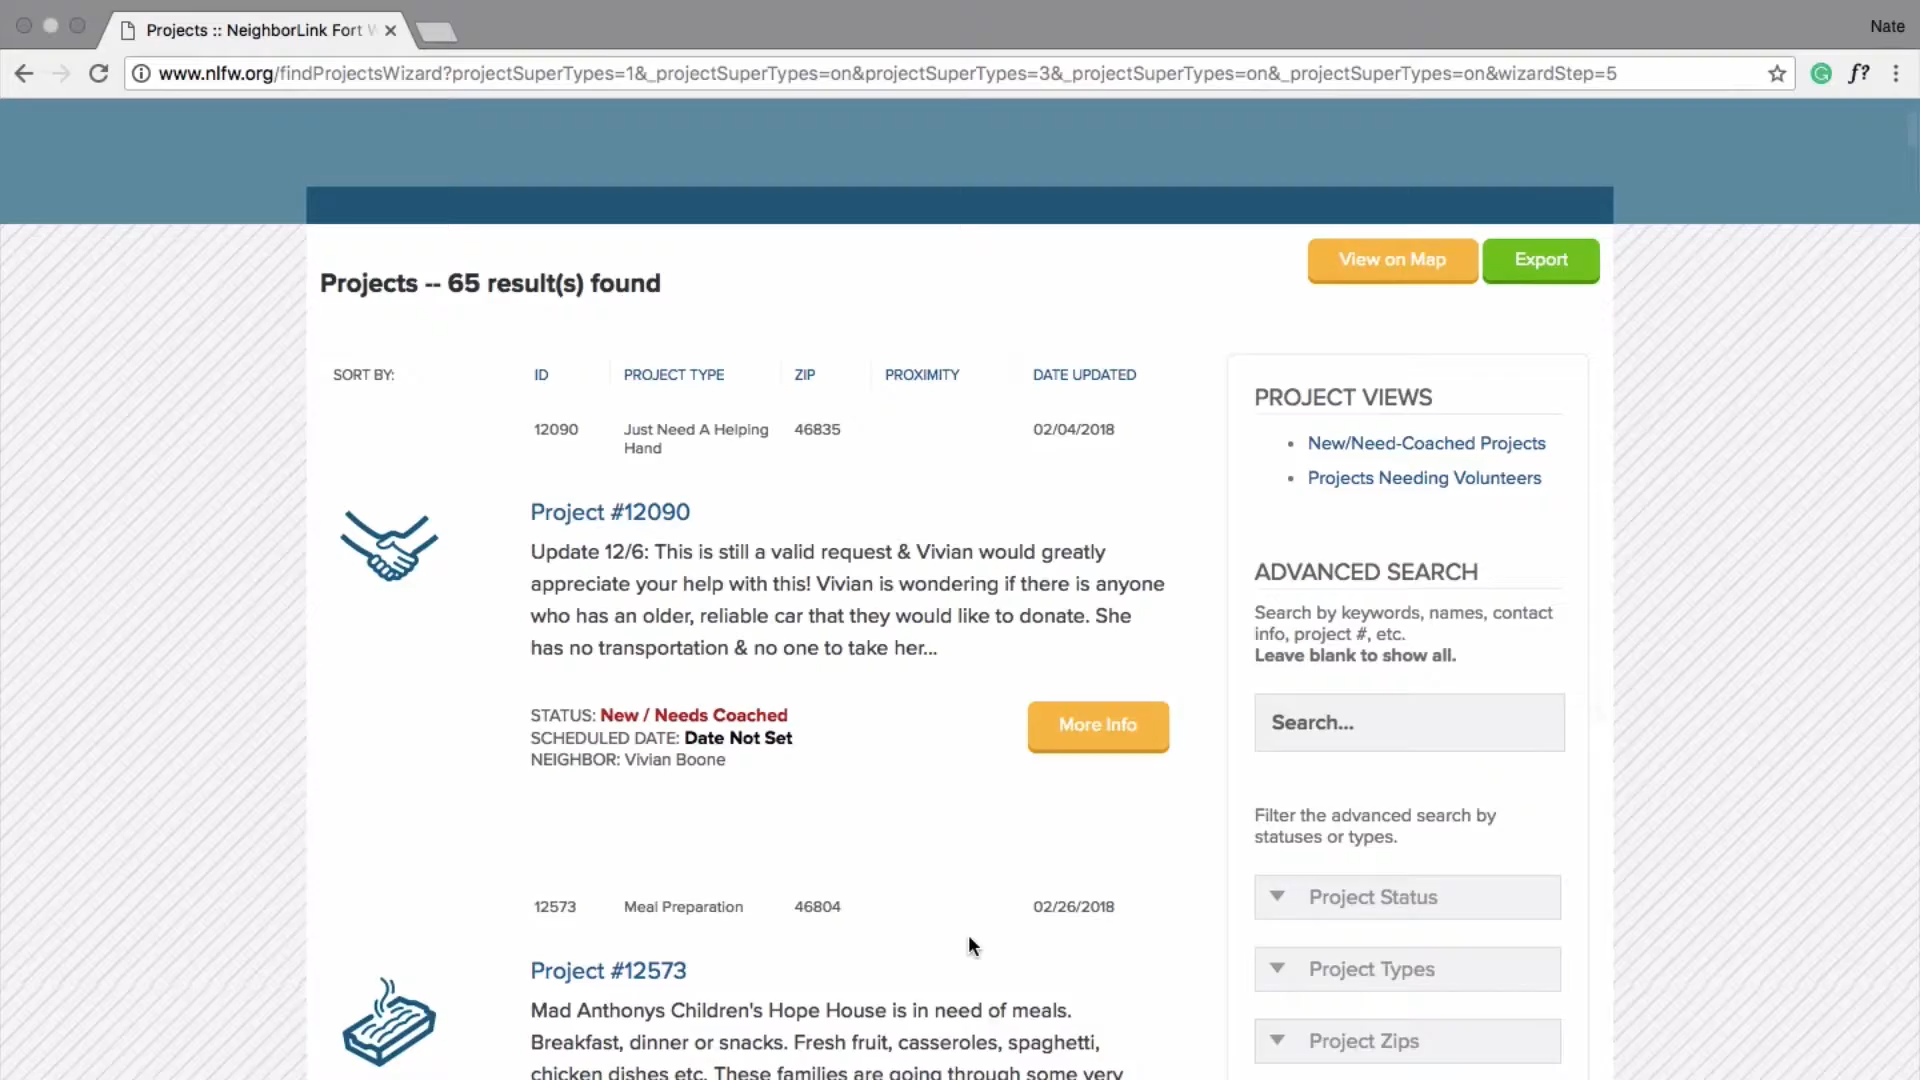 Projects :: NeighborLink Fort W
Nate
www.nlfw.org/findProjectsWizard?projectSuperTypes=1&_projectSuperTypes=on&projectSuperTypes=3&_projectSuperTypes=on&_projectSuperTypes=on&wizardStep=5
f?
View on Map
Export
Projects -- 65 result(s) found
SORT BY: ID PROJECT TYPE ZIP PROXIMITY DATE UPDATED
12090 Just Need A Helping 46835 02/04/2018
Hand
Project #12090
Update 12/6: This is still a valid request & Vivian would greatly
appreciate your help with this! Vivian is wondering if there is anyone
who has an older, reliable car that they would like to donate. She
has no transportation & no one to take her...
STATUS: New / Needs Coached
SCHEDULED DATE: Date Not Set
NEIGHBOR: Vivian Boone
More Info
12573 Meal Preparation 46804 02/26/2018
Project #12573
Mad Anthonys Children's Hope House is in need of meals.
Breakfast, dinner or snacks. Fresh fruit, casseroles, spaghetti,
chicken dishes etc. These families are going through some very
PROJECT VIEWS
• New/Need-Coached Projects
• Projects Needing Volunteers
ADVANCED SEARCH
Search by keywords, names, contact
info, project #, etc.
Leave blank to show all.
Search...
Filter the advanced search by
statuses or types.
Project Status
Project Types
Project Zips